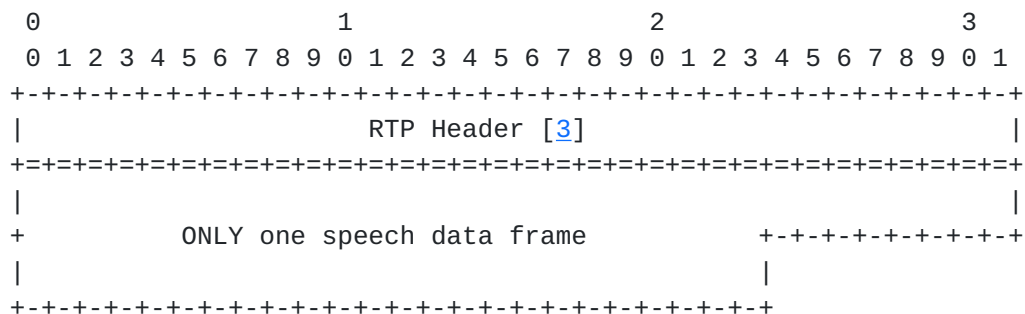 0                   1                   2                   3
 0 1 2 3 4 5 6 7 8 9 0 1 2 3 4 5 6 7 8 9 0 1 2 3 4 5 6 7 8 9 0 1
+-+-+-+-+-+-+-+-+-+-+-+-+-+-+-+-+-+-+-+-+-+-+-+-+-+-+-+-+-+-+-+-+
|                      RTP Header [3]                           |
+=+=+=+=+=+=+=+=+=+=+=+=+=+=+=+=+=+=+=+=+=+=+=+=+=+=+=+=+=+=+=+=+
|                                                               |
+          ONLY one speech data frame           +-+-+-+-+-+-+-+-+
|                                               |
+-+-+-+-+-+-+-+-+-+-+-+-+-+-+-+-+-+-+-+-+-+-+-+-+